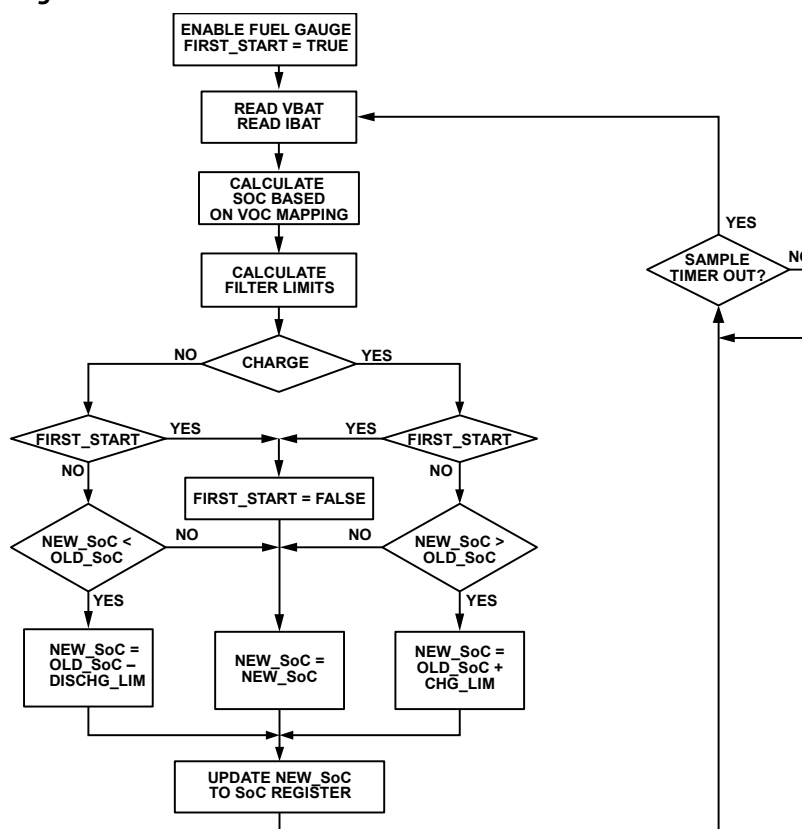 ENABLE FUEL GAUGE
FIRST_START = TRUE
READ VBAT
READ IBAT
CALCULATE
SOC BASED
ON VOC MAPPING
YES
SAMPLE
TIMER OUT?
CALCULATE
FILTER LIMITS
NO
CHARGE
YES
FIRST_START
YES
YES
FIRST_START
NO
NO
FIRST_START = FALSE
NEW_SoC <
OLD_SoC
NO
NO
NEW_SoC >
OLD_SoC
YES
YES
NEW_SoC =
OLD_SoC –
DISCHG_LIM
NEW_SoC =
NEW_SoC
NEW_SoC =
OLD_SoC +
CHG_LIM
UPDATE NEW_SoC
TO SoC REGISTER